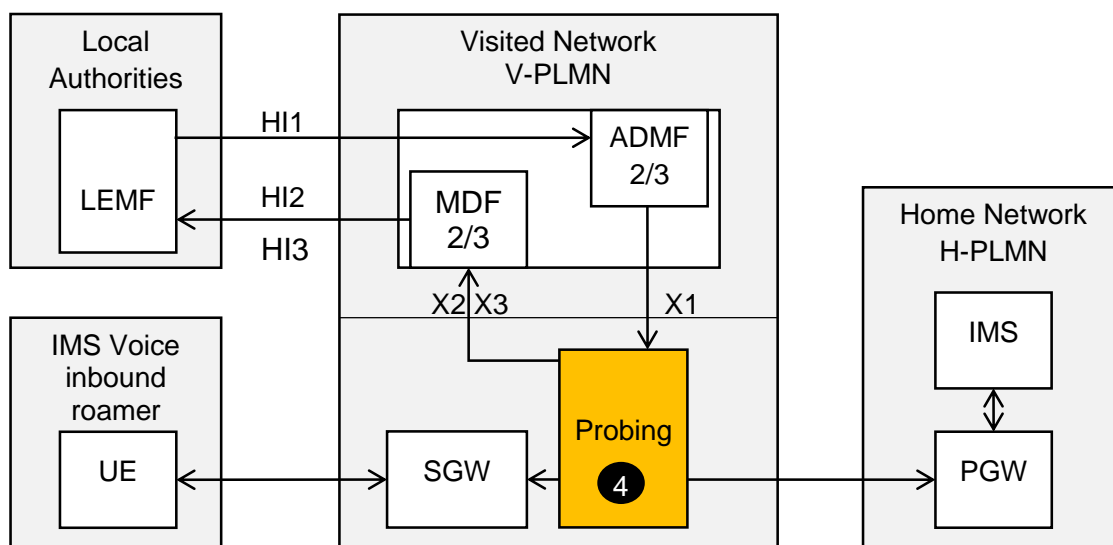 Local
Authorities
LEMF
HI1
HI2
HI3
Visited Network
V-PLMN
ADMF
2/3
MDF
2/3
X2 X3
X1
Home Network
H-PLMN
IMS
PGW
IMS Voice
inbound
roamer
UE
SGW
Probing
4